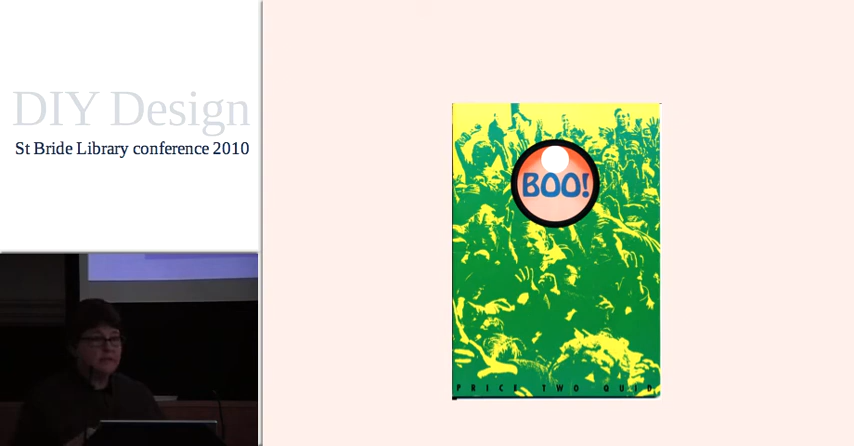 DIY Design
St Bride Library conference 2010
BOO!
PRICE TWO QUID